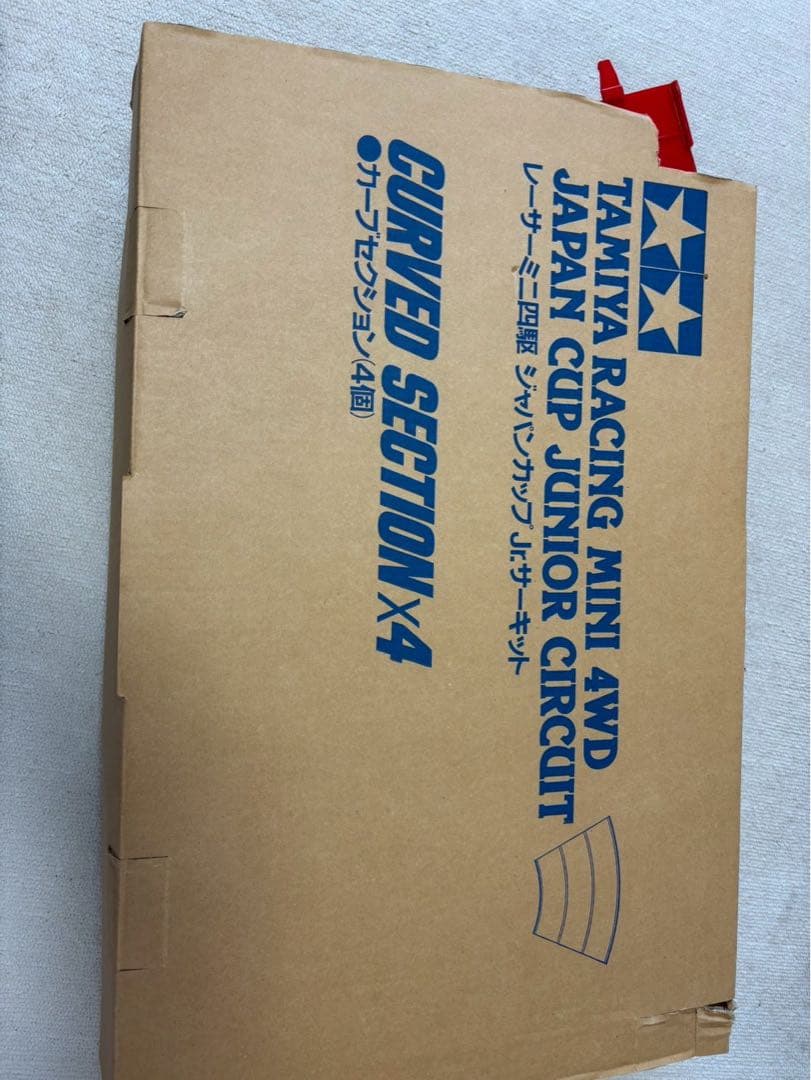 TAMIYA RACING MINI 4WD
JAPAN CUP JUNIOR CIRCUIT
レーサーミニ四駆 ジャパンカップ Jr.サーキット
CURVED SECTION×4
●カーブセクション(4個)